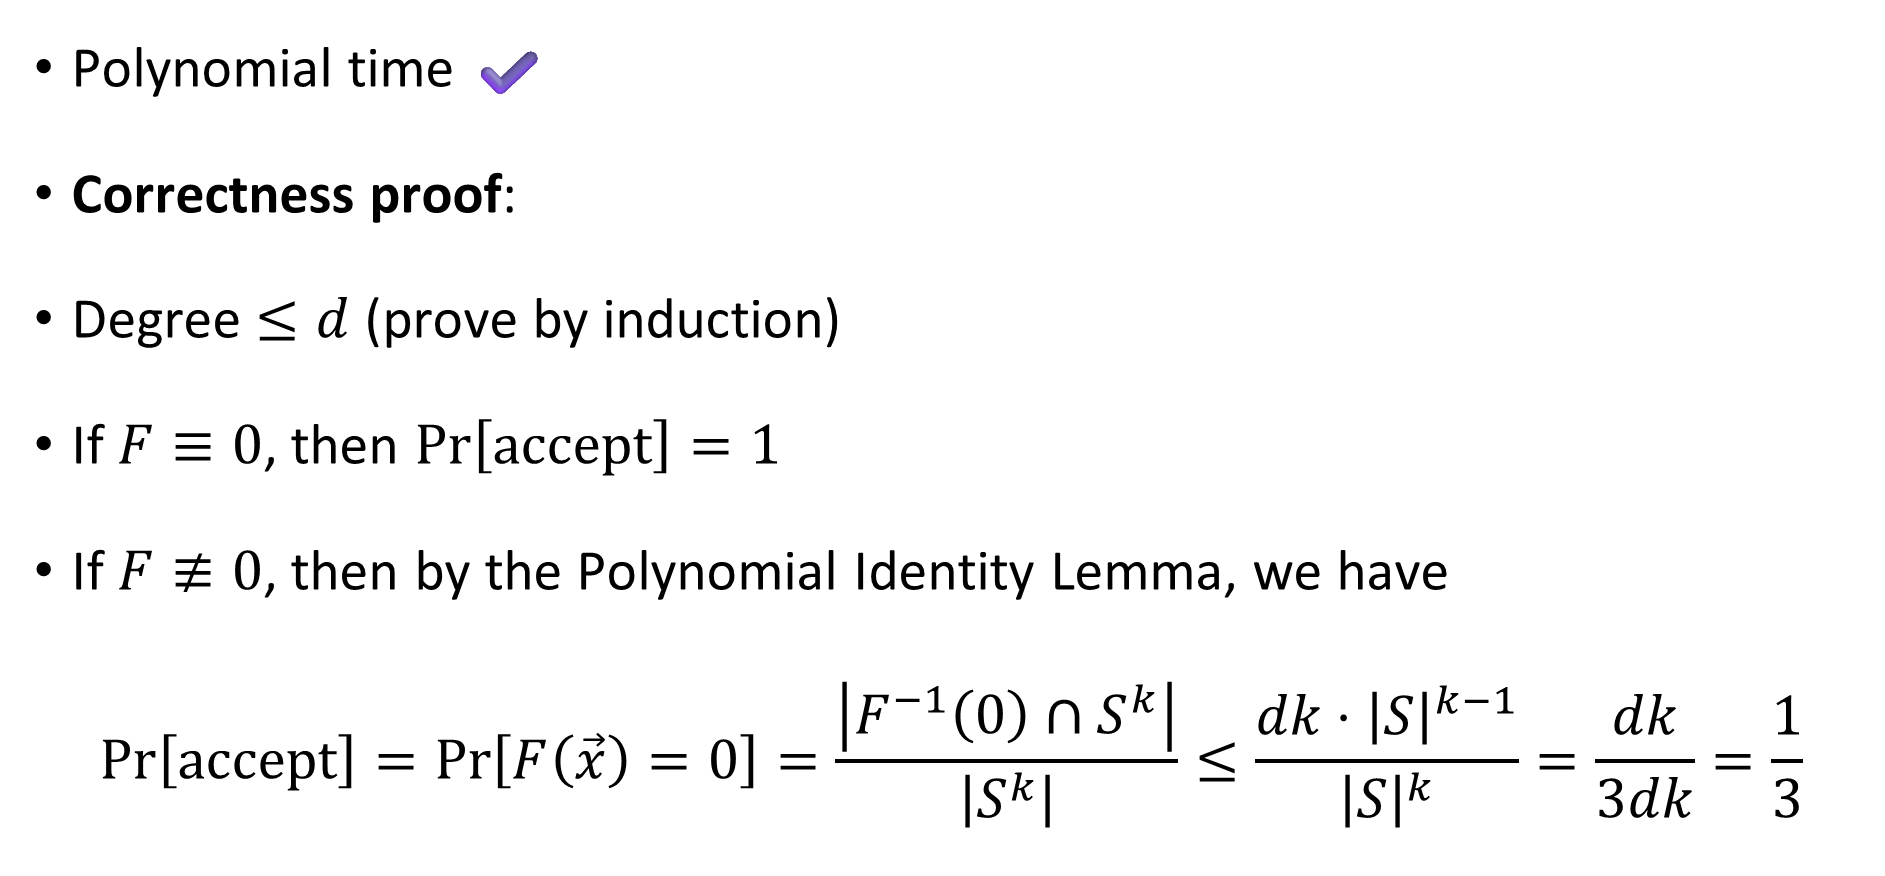 • Polynomial time ✔
• Correctness proof:
• Degree ≤ d (prove by induction)
• If F ≡ 0, then Pr[accept] = 1
• If F ≢ 0, then by the Polynomial Identity Lemma, we have
Pr[accept] = Pr[F(x⃗) = 0] = |F⁻¹(0) ∩ Sᵏ| / |Sᵏ| ≤ dk · |S|ᵏ⁻¹ / |S|ᵏ = dk / 3dk = 1 / 3